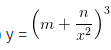 y = (m + n/x²)³